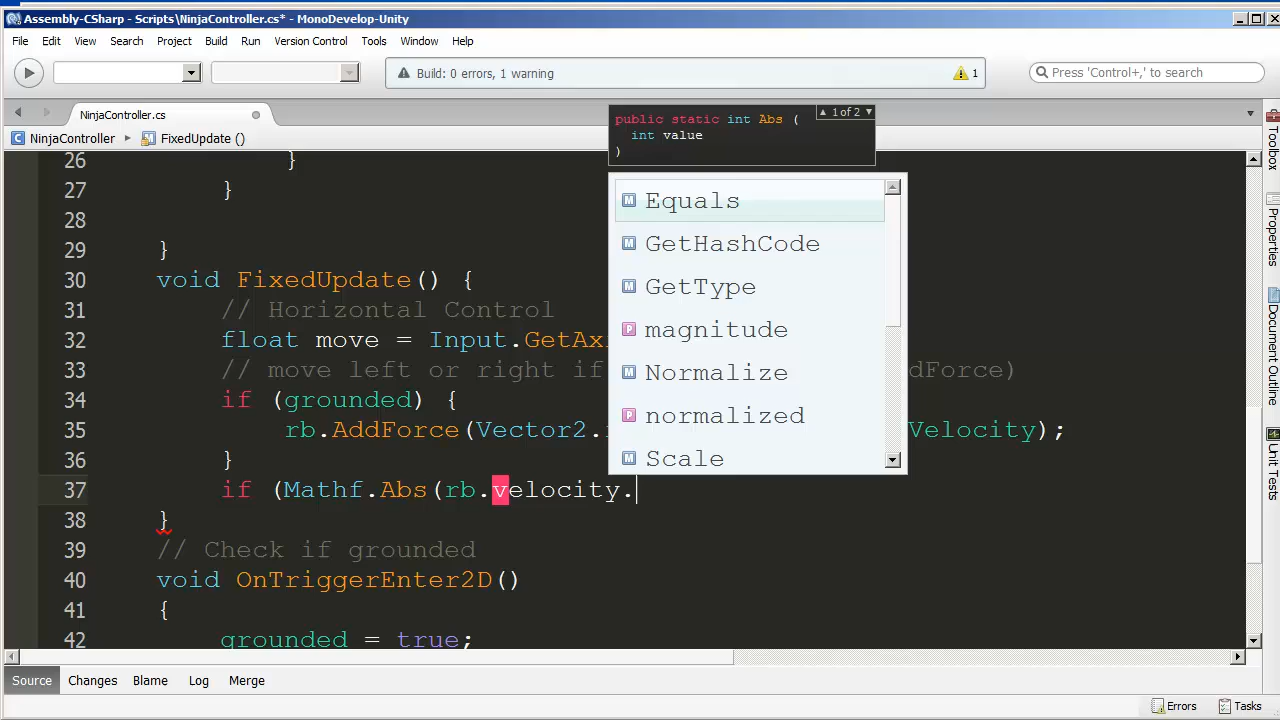 Assembly-CSharp - Scripts\NinjaController.cs* - MonoDevelop-Unity
File Edit View Search Project Build Run Version Control Tools Window Help
Build: 0 errors, 1 warning 1 Press 'Control+,' to search
NinjaController.cs
NinjaController FixedUpdate ()
public static int Abs (
1 of 2
int value
)
Equals
GetHashCode
GetType
magnitude
Normalize
normalized
Scale
26 }
27 }
28
29 }
30 void FixedUpdate() {
31 // Horizontal Control
32 float move = Input.GetAx
33 // move left or right if dForce)
34 if (grounded) {
35 rb.AddForce(Vector2. Velocity);
36 }
37 if (Mathf.Abs(rb.velocity.
38 }
39 // Check if grounded
40 void OnTriggerEnter2D()
41 {
42 grounded = true;
Toolbox
Properties
Document Outline
Unit Tests
Source Changes Blame Log Merge
Errors Tasks